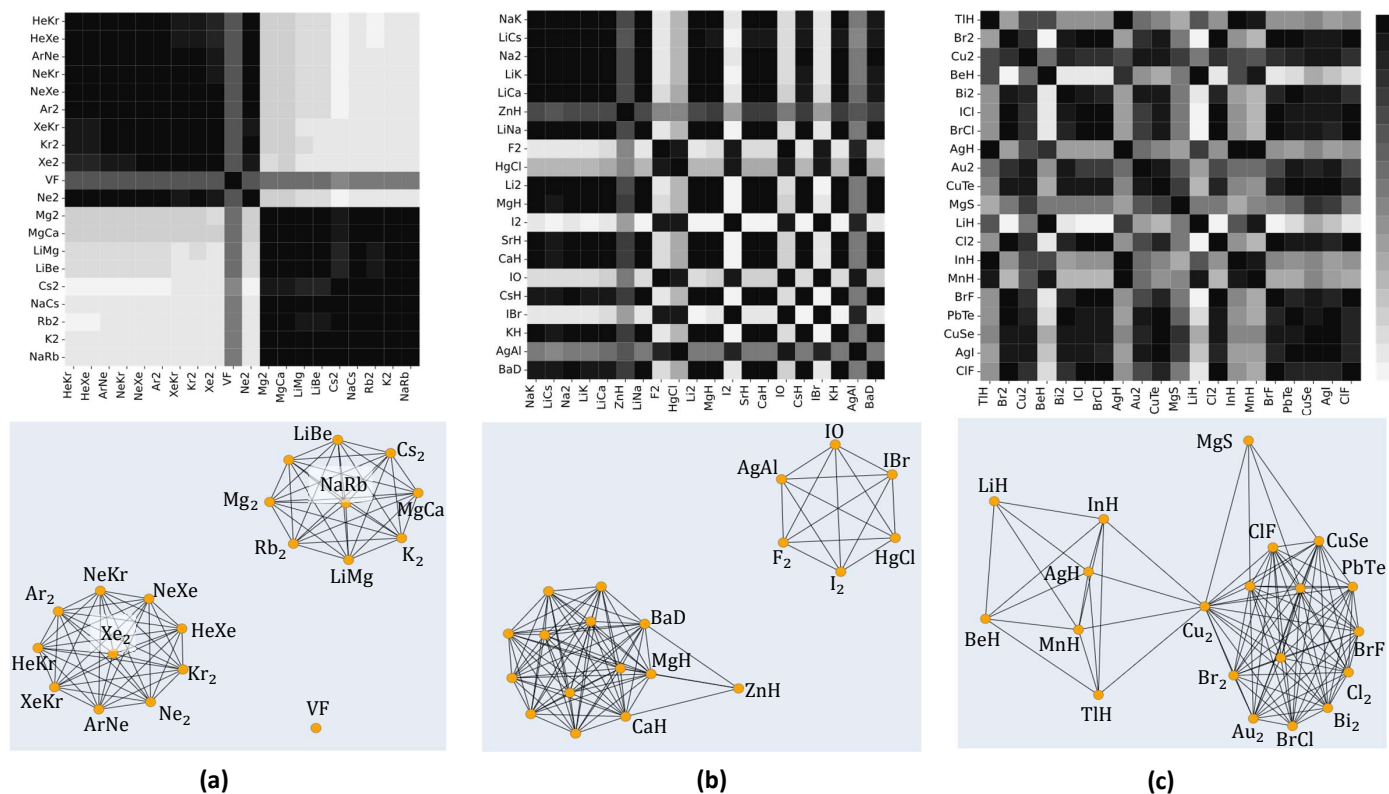 HeKr
HeXe
ArNe
NeKr
NeXe
Ar2
XeKr
Kr2
Xe2
VF
Ne2
Mg2
MgCa
LiMg
LiBe
Cs2
NaCs
Rb2
K2
NaRb
HeKr HeXe ArNe NeKr NeXe Ar2 XeKr Kr2 Xe2 VF Ne2 Mg2 MgCa LiMg LiBe Cs2 NaCs Rb2 K2 NaRb
NaK
LiCs
Na2
LiK
LiCa
ZnH
LiNa
F2
HgCl
Li2
MgH
I2
SrH
CaH
IO
CsH
IBr
KH
AgAl
BaD
NaK LiCs Na2 LiK LiCa ZnH LiNa F2 HgCl Li2 MgH I2 SrH CaH IO CsH IBr KH AgAl BaD
TlH
Br2
Cu2
BeH
Bi2
ICl
BrCl
AgH
Au2
CuTe
MgS
LiH
Cl2
InH
MnH
BrF
PbTe
CuSe
AgI
ClF
TlH Br2 Cu2 BeH Bi2 ICl BrCl AgH Au2 CuTe MgS LiH Cl2 InH MnH BrF PbTe CuSe AgI ClF
LiBe
Cs₂
NaRb
Mg₂
MgCa
Rb₂
K₂
LiMg
NeKr
NeXe
Ar₂
Xe₂
HeXe
HeKr
Kr₂
XeKr
Ne₂
ArNe
VF
IO
AgAl
IBr
F₂
HgCl
I₂
BaD
MgH
ZnH
CaH
MgS
LiH
InH
ClF
CuSe
AgH
PbTe
BeH
MnH
Cu₂
BrF
Br₂
Cl₂
TlH
Bi₂
Au₂
BrCl
(a)
(b)
(c)